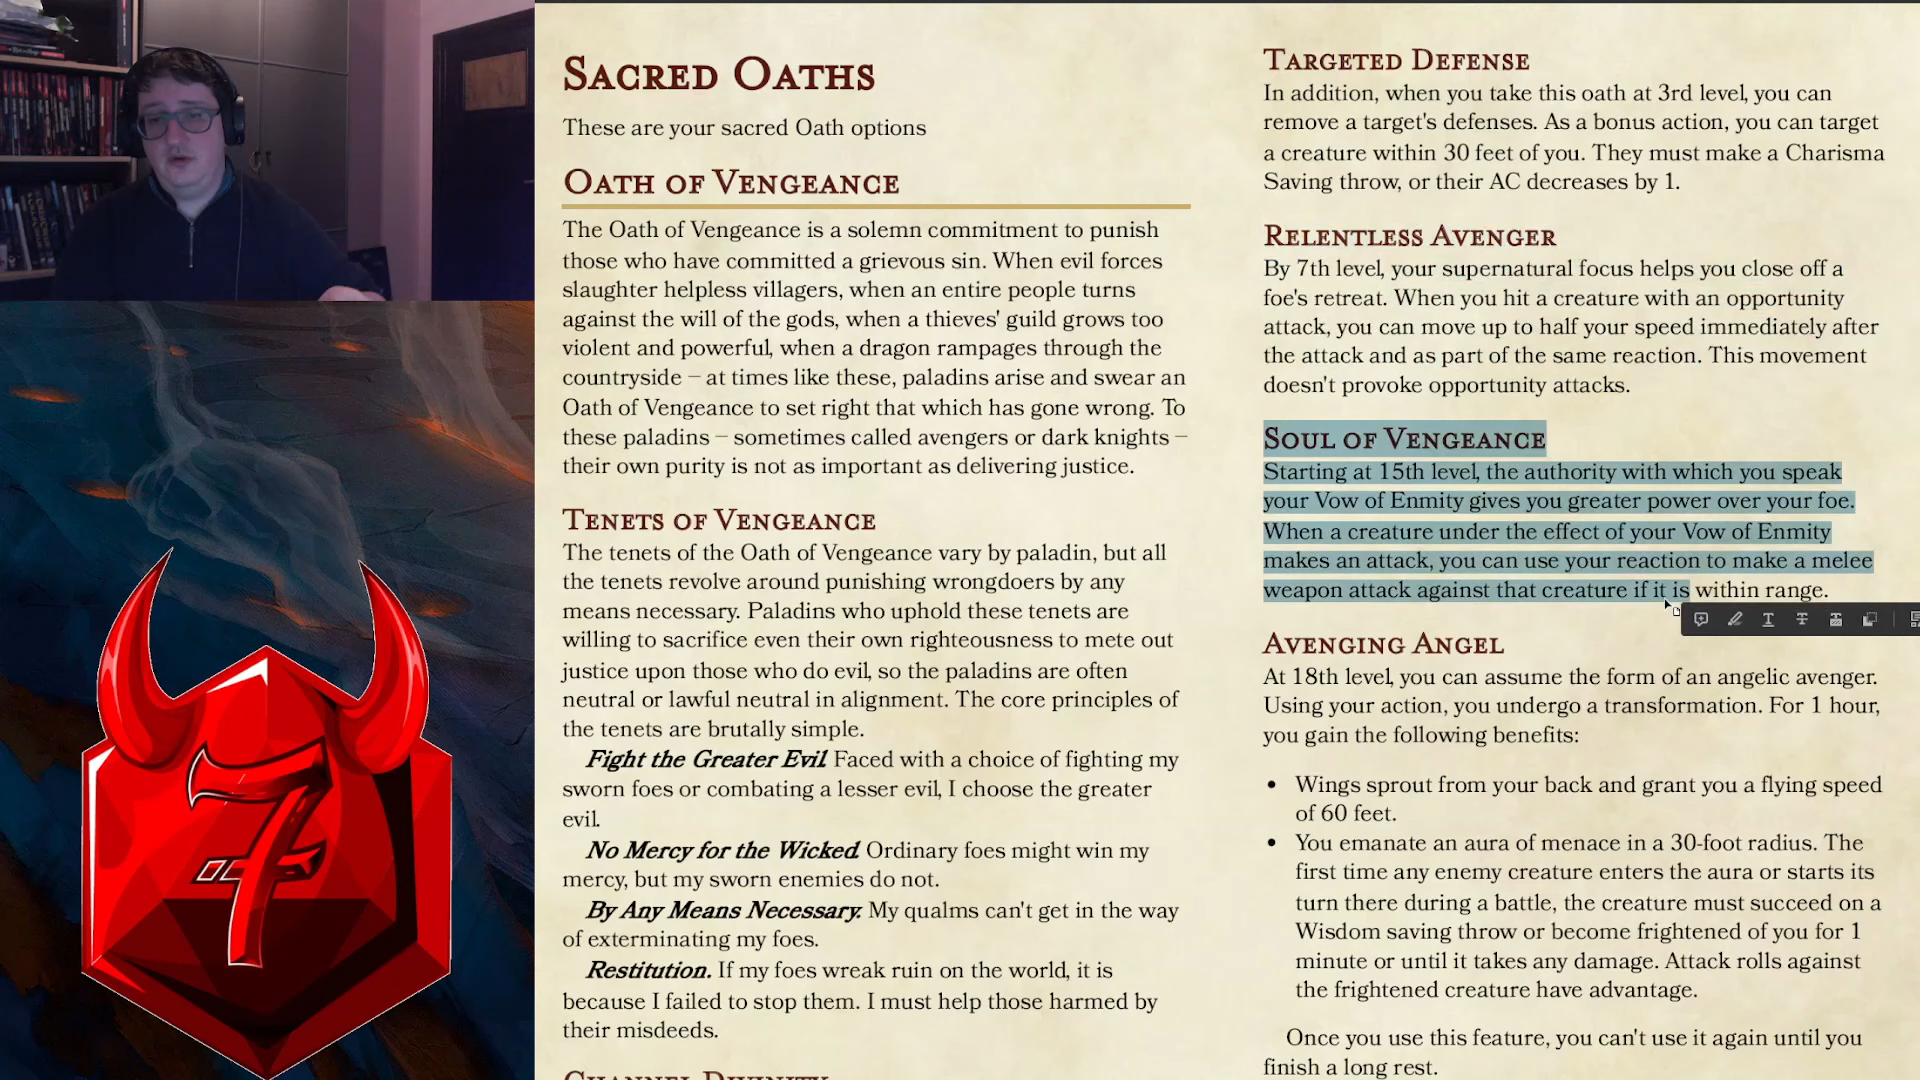 SACRED OATHS
These are your sacred Oath options
OATH OF VENGEANCE
The Oath of Vengeance is a solemn commitment to punish
those who have committed a grievous sin. When evil forces
slaughter helpless villagers, when an entire people turns
against the will of the gods, when a thieves' guild grows too
violent and powerful, when a dragon rampages through the
countryside – at times like these, paladins arise and swear an
Oath of Vengeance to set right that which has gone wrong. To
these paladins – sometimes called avengers or dark knights –
their own purity is not as important as delivering justice.
TENETS OF VENGEANCE
The tenets of the Oath of Vengeance vary by paladin, but all
the tenets revolve around punishing wrongdoers by any
means necessary. Paladins who uphold these tenets are
willing to sacrifice even their own righteousness to mete out
justice upon those who do evil, so the paladins are often
neutral or lawful neutral in alignment. The core principles of
the tenets are brutally simple.
Fight the Greater Evil. Faced with a choice of fighting my
sworn foes or combating a lesser evil, I choose the greater
evil.
No Mercy for the Wicked. Ordinary foes might win my
mercy, but my sworn enemies do not.
By Any Means Necessary. My qualms can't get in the way
of exterminating my foes.
Restitution. If my foes wreak ruin on the world, it is
because I failed to stop them. I must help those harmed by
their misdeeds.
CHANNEL DIVINITY
TARGETED DEFENSE
In addition, when you take this oath at 3rd level, you can
remove a target's defenses. As a bonus action, you can target
a creature within 30 feet of you. They must make a Charisma
Saving throw, or their AC decreases by 1.
RELENTLESS AVENGER
By 7th level, your supernatural focus helps you close off a
foe's retreat. When you hit a creature with an opportunity
attack, you can move up to half your speed immediately after
the attack and as part of the same reaction. This movement
doesn't provoke opportunity attacks.
SOUL OF VENGEANCE
Starting at 15th level, the authority with which you speak
your Vow of Enmity gives you greater power over your foe.
When a creature under the effect of your Vow of Enmity
makes an attack, you can use your reaction to make a melee
weapon attack against that creature if it is within range.
AVENGING ANGEL
At 18th level, you can assume the form of an angelic avenger.
Using your action, you undergo a transformation. For 1 hour,
you gain the following benefits:
• Wings sprout from your back and grant you a flying speed
of 60 feet.
• You emanate an aura of menace in a 30-foot radius. The
first time any enemy creature enters the aura or starts its
turn there during a battle, the creature must succeed on a
Wisdom saving throw or become frightened of you for 1
minute or until it takes any damage. Attack rolls against
the frightened creature have advantage.
Once you use this feature, you can't use it again until you
finish a long rest.
7